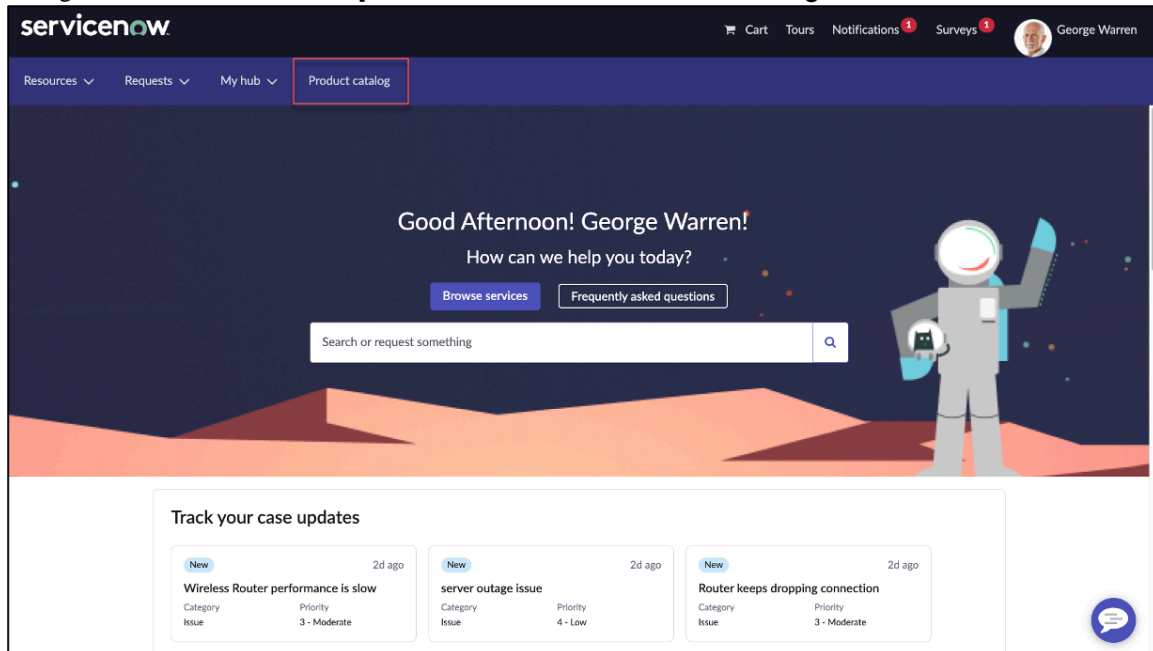 servicenow
Cart Tours Notifications 1 Surveys 1 George Warren
Resources Requests My hub Product catalog
Good Afternoon! George Warren!
How can we help you today?
Browse services Frequently asked questions
Search or request something
Track your case updates
New 2d ago New 2d ago New 2d ago
Wireless Router performance is slow server outage issue Router keeps dropping connection
Category Priority Category Priority Category Priority
Issue 3 - Moderate Issue 4 - Low Issue 3 - Moderate